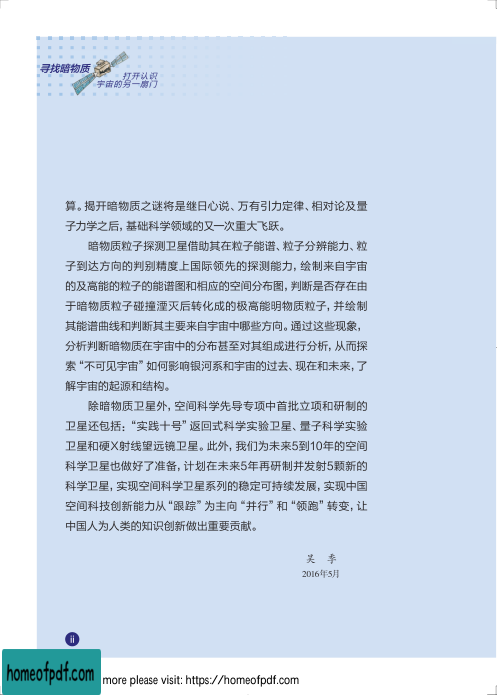 寻找暗物质
打开认识
宇宙的另一扇门
算。揭开暗物质之谜将是继日心说、万有引力定律、相对论及量
子力学之后，基础科学领域的又一次重大飞跃。
暗物质粒子探测卫星借助其在粒子能谱、粒子分辨能力、粒
子到达方向的判别精度上国际领先的探测能力，绘制来自宇宙
的及高能的粒子的能谱图和相应的空间分布图，判断是否存在由
于暗物质粒子碰撞湮灭后转化成的极高能明物质粒子，并绘制
其能谱曲线和判断其主要来自宇宙中哪些方向。通过这些现象，
分析判断暗物质在宇宙中的分布甚至对其组成进行分析，从而探
索“不可见宇宙”如何影响银河系和宇宙的过去、现在和未来，了
解宇宙的起源和结构。
除暗物质卫星外，空间科学先导专项中首批立项和研制的
卫星还包括：“实践十号”返回式科学实验卫星、量子科学实验
卫星和硬X射线望远镜卫星。此外，我们为未来5到10年的空间
科学卫星也做好了准备，计划在未来5年再研制并发射5颗新的
科学卫星，实现空间科学卫星系列的稳定可持续发展，实现中国
空间科技创新能力从“跟踪”为主向“并行”和“领跑”转变，让
中国人为人类的知识创新做出重要贡献。
吴 季
2016年5月
ii
homeofpdf.com
more please visit: https://homeofpdf.com